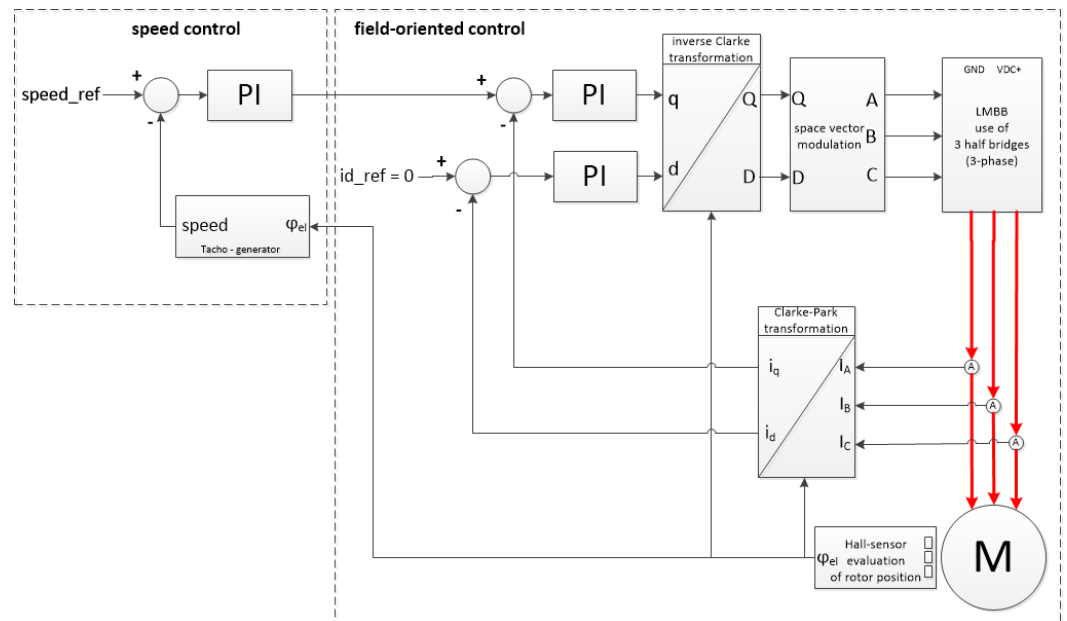 speed control
field-oriented control
speed_ref
+
-
PI
+
-
PI
id_ref = 0
+
-
PI
inverse Clarke
transformation
q
Q
d
D
Q
A
space vector
modulation
B
D
C
GND VDC+
LMBB
use of
3 half bridges
(3-phase)
speed
φel
Tacho - generator
Clarke-Park
transformation
iq
IA
IB
id
IC
A
A
A
Hall-sensor
φel evaluation
of rotor position
M